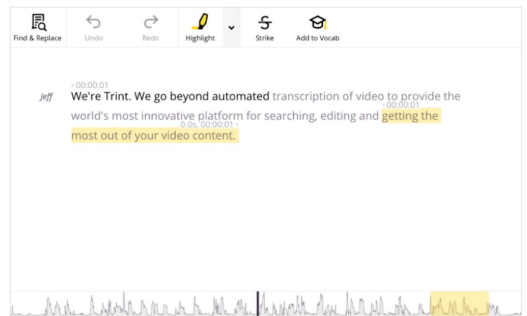 Find & Replace Undo Redo Highlight Strike Add to Vocab
00:00:01
Jeff We're Trint. We go beyond automated transcription of video to provide the
00:00:01
world's most innovative platform for searching, editing and getting the
0.0s, 00:00:01
most out of your video content.